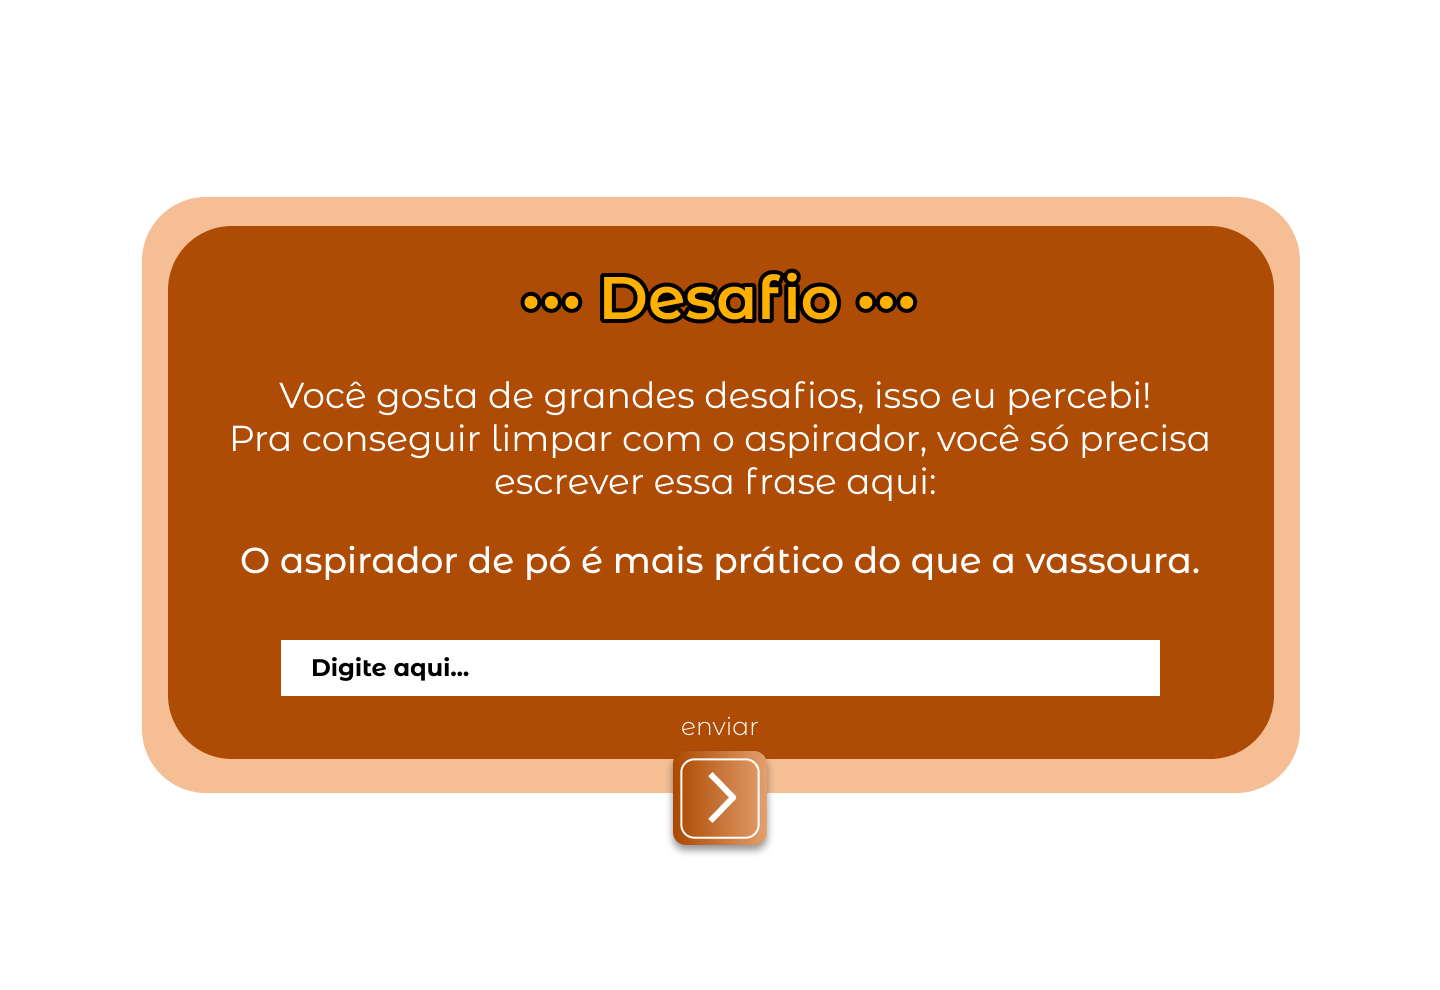 ••• Desafio •••
Você gosta de grandes desafios, isso eu percebi!
Pra conseguir limpar com o aspirador, você só precisa
escrever essa frase aqui:
O aspirador de pó é mais prático do que a vassoura.
Digite aqui...
enviar